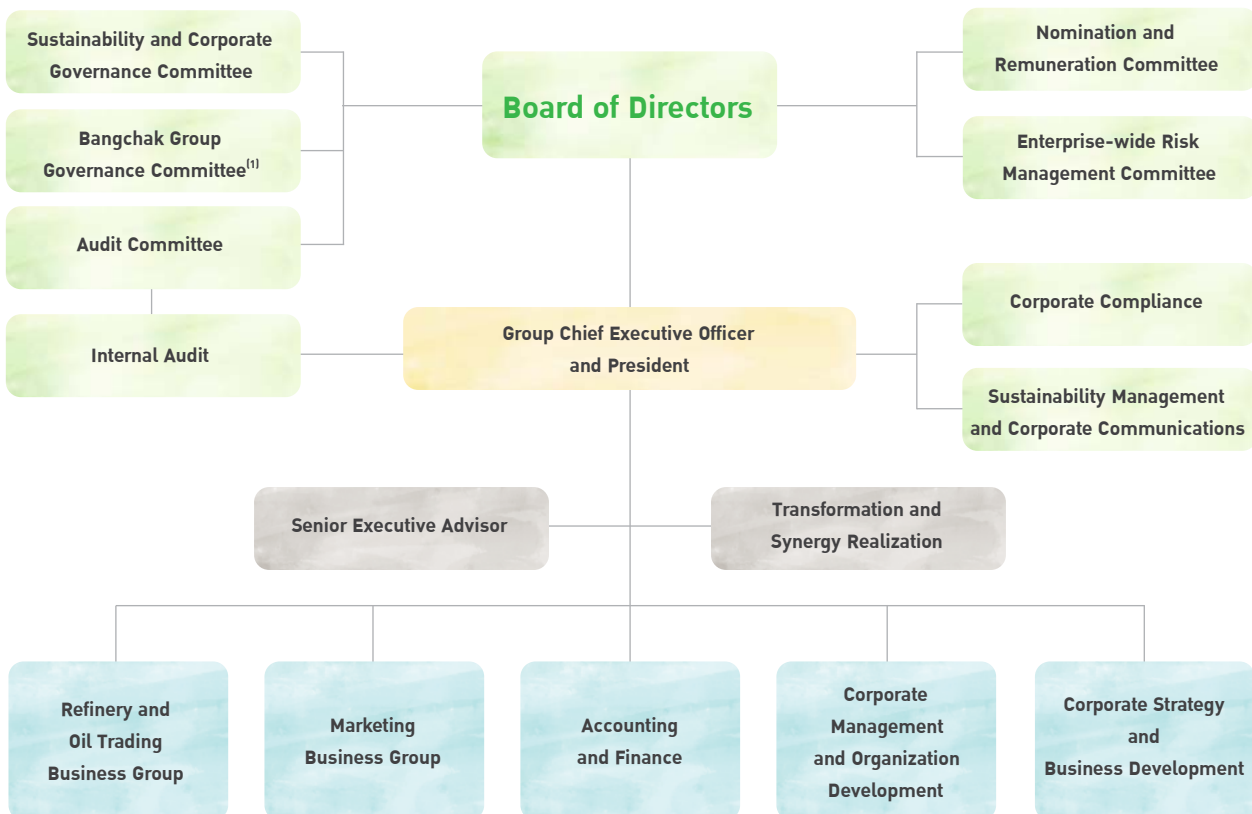 Sustainability and Corporate
Governance Committee
Bangchak Group
Governance Committee(1)
Audit Committee
Internal Audit
Board of Directors
Nomination and
Remuneration Committee
Enterprise-wide Risk
Management Committee
Group Chief Executive Officer
and President
Corporate Compliance
Sustainability Management
and Corporate Communications
Senior Executive Advisor
Transformation and
Synergy Realization
Refinery and
Oil Trading
Business Group
Marketing
Business Group
Accounting
and Finance
Corporate
Management
and Organization
Development
Corporate Strategy
and
Business Development